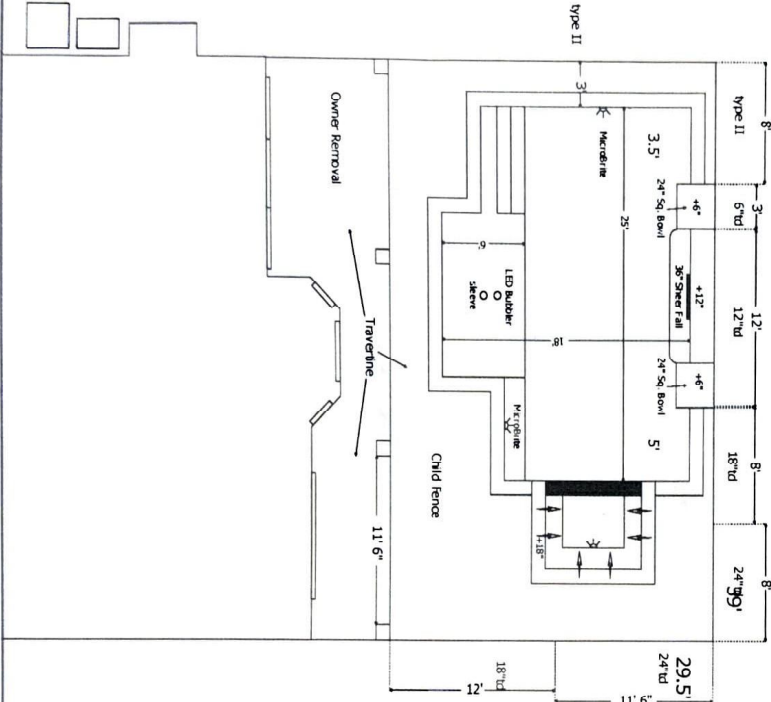 type II
type II
8'
3'
12'
8'
8'
6"td
12"td
18"td
24"td
39'
3'
3.5'
MicroBrite
24" Sq. Bowl
+6"
36" Sheer Fall
+12"
24" Sq. Bowl
+6"
5'
25'
6'
LED Bubbler
sleeve
18'
MicroBrite
+18"
Owner Removal
Travertine
Child Fence
11' 6"
29.5'
24"td
18"td
12'
11' 6"